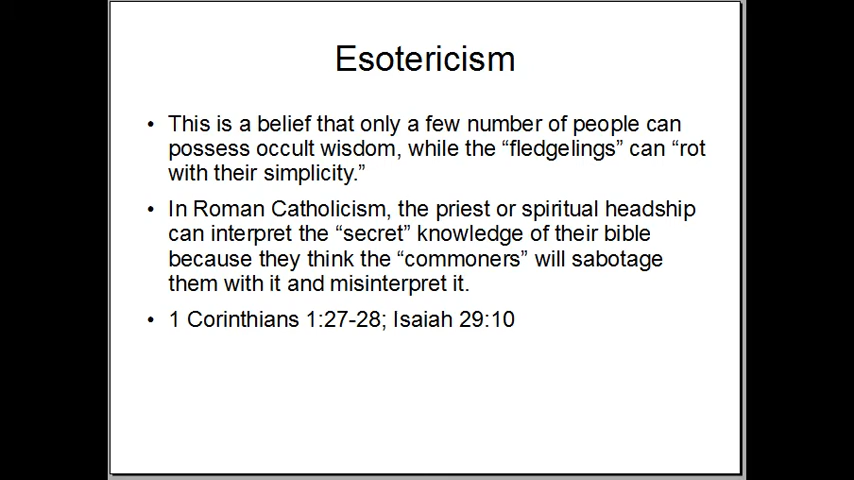 Esotericism
• This is a belief that only a few number of people can
possess occult wisdom, while the “fledgelings” can “rot
with their simplicity.”
• In Roman Catholicism, the priest or spiritual headship
can interpret the “secret” knowledge of their bible
because they think the “commoners” will sabotage
them with it and misinterpret it.
• 1 Corinthians 1:27-28; Isaiah 29:10